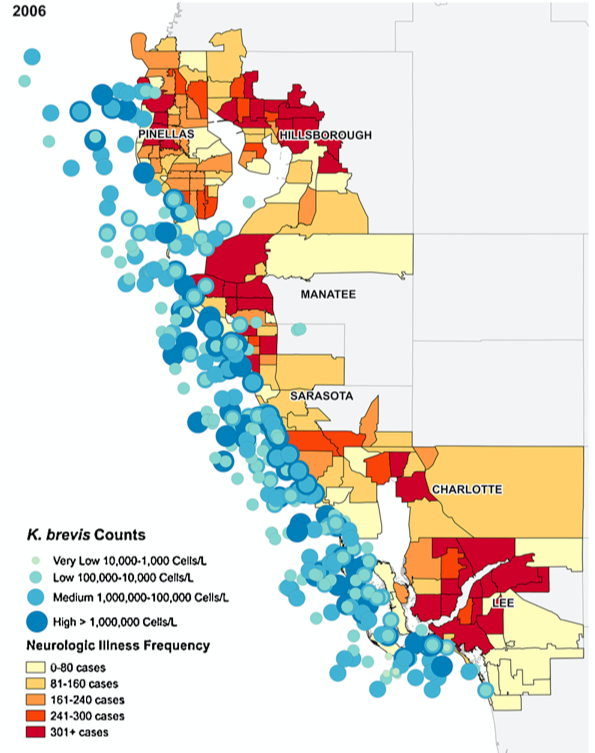 2006
PINELLAS
HILLSBOROUGH
MANATEE
SARASOTA
CHARLOTTE
LEE
K. brevis Counts
Very Low 10,000-1,000 Cells/L
Low 100,000-10,000 Cells/L
Medium 1,000,000-100,000 Cells/L
High > 1,000,000 Cells/L
Neurologic Illness Frequency
0-80 cases
81-160 cases
161-240 cases
241-300 cases
301+ cases